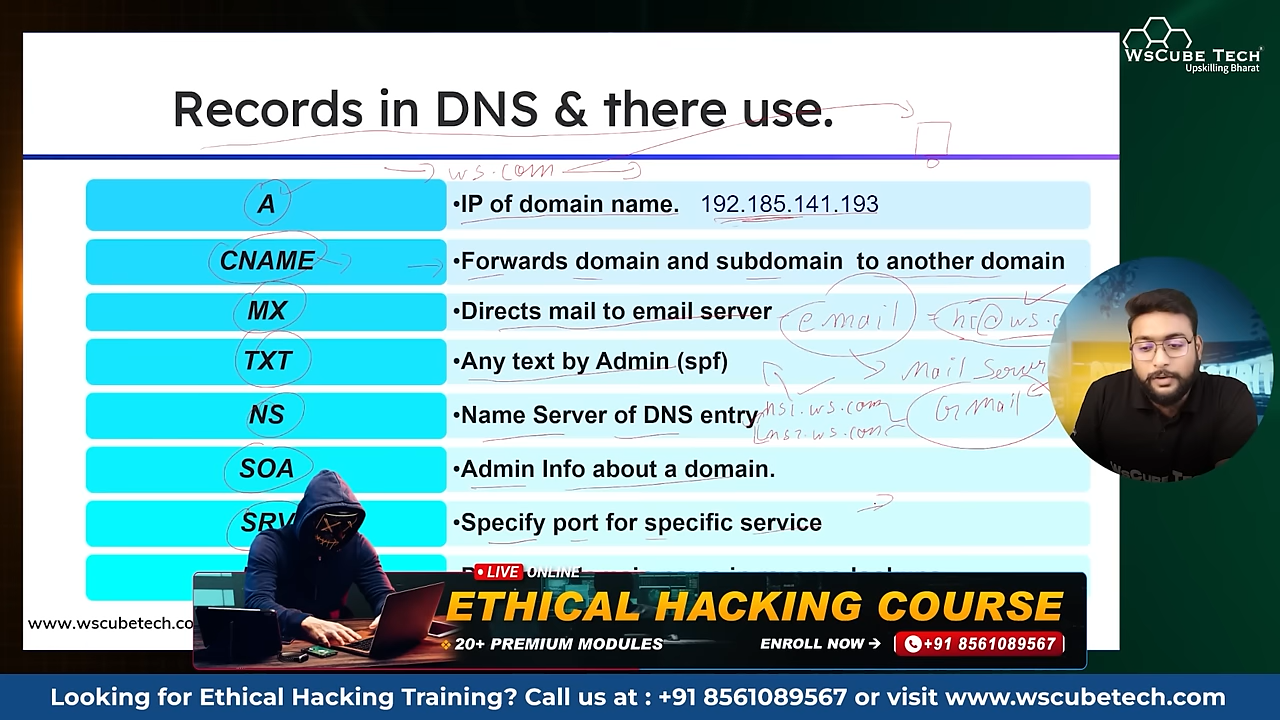 WsCube Tech
Upskilling Bharat
Records in DNS & there use.
ws.com
A
•IP of domain name. 192.185.141.193
CNAME
•Forwards domain and subdomain to another domain
MX
•Directs mail to email server
email = hr@ws.c
TXT
•Any text by Admin (spf)
Mail Server
NS
•Name Server of DNS entry
ns1.ws.com
ns2.ws.com
Gmail
SOA
•Admin Info about a domain.
SRV
•Specify port for specific service
www.wscubetech.co
LIVE ONLINE
ETHICAL HACKING COURSE
20+ PREMIUM MODULES ENROLL NOW → +91 8561089567
WSCUBE TE
Looking for Ethical Hacking Training? Call us at : +91 8561089567 or visit www.wscubetech.com